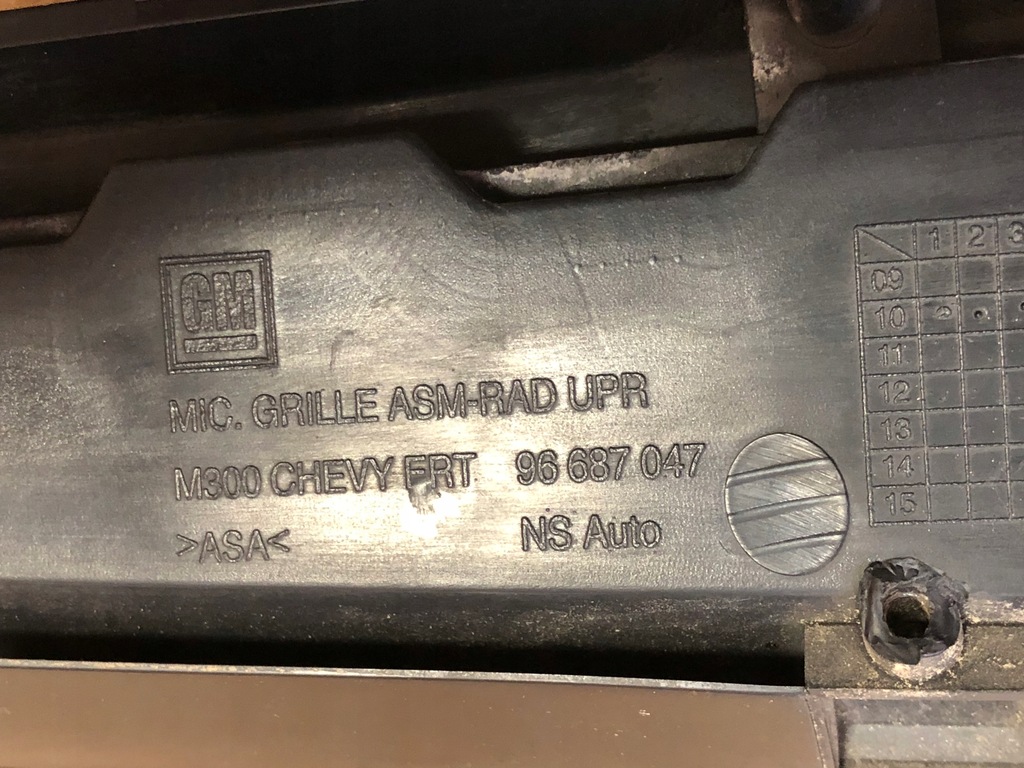 GM
MIC. GRILLE ASM-RAD UPR
M300 CHEVY FRT 96 687 047
>ASA< NS Auto
1 2 3
09
10
11
12
13
14
15